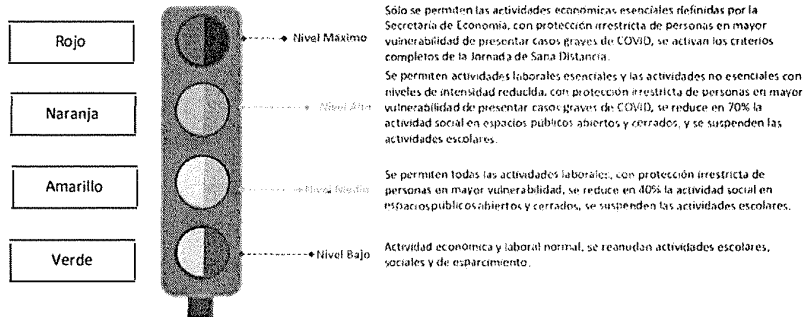 Rojo
Nivel Máximo
Sólo se permiten las actividades económicas esenciales definidas por la
Secretaría de Economía, con protección irrestricta de personas en mayor
vulnerabilidad de presentar casos graves de COVID, se activan los criterios
completos de la Jornada de Sana Distancia.
Naranja
Nivel Alto
Se permiten actividades laborales esenciales y las actividades no esenciales con
niveles de intensidad reducida, con protección irrestricta de personas en mayor
vulnerabilidad de presentar casos graves de COVID, se reduce en 70% la
actividad social en espacios públicos abiertos y cerrados, y se suspenden las
actividades escolares.
Amarillo
Nivel Medio
Se permiten todas las actividades laborales, con protección irrestricta de
personas en mayor vulnerabilidad, se reduce en 40% la actividad social en
espacios públicos abiertos y cerrados, se suspenden las actividades escolares.
Verde
Nivel Bajo
Actividad económica y laboral normal, se reanudan actividades escolares,
sociales y de esparcimiento.